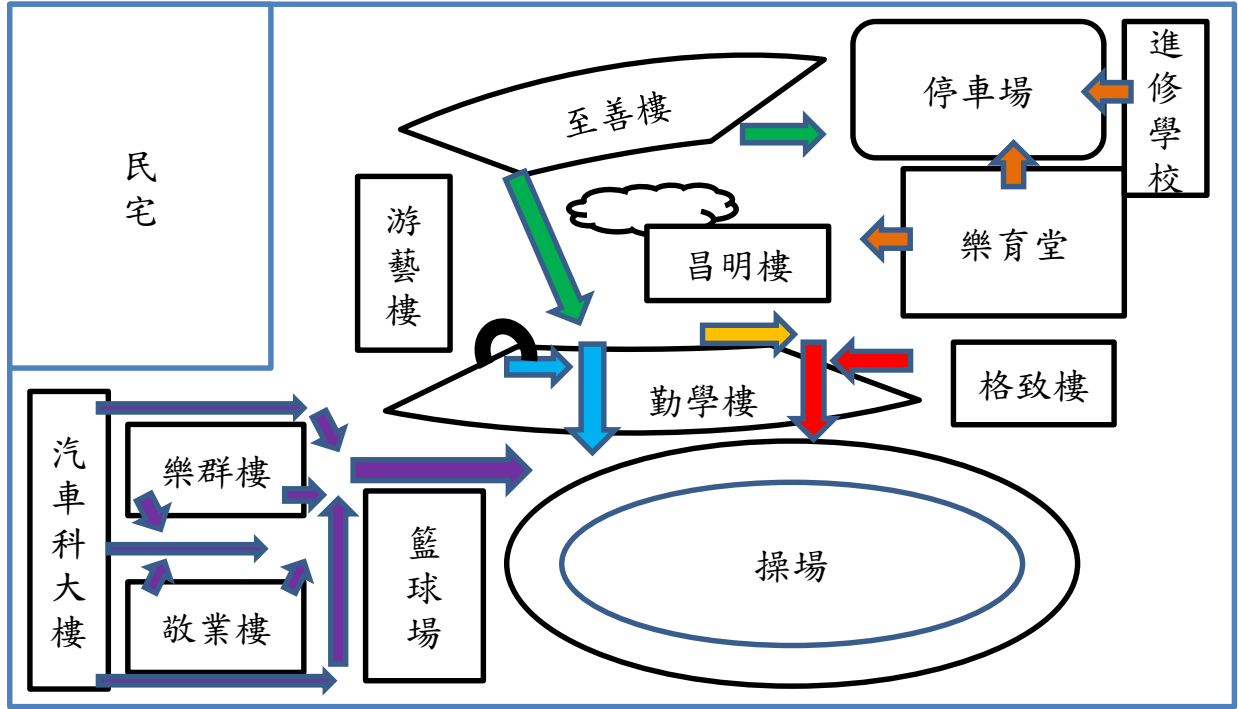 民宅
至善樓
停車場
進修學校
游藝樓
昌明樓
樂育堂
勤學樓
格致樓
汽車科大樓
樂群樓
敬業樓
籃球場
操場